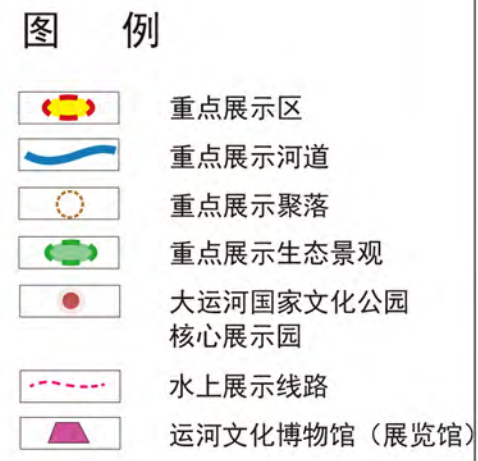 图 例
重点展示区
重点展示河道
重点展示聚落
重点展示生态景观
大运河国家文化公园
核心展示园
水上展示线路
运河文化博物馆（展览馆）